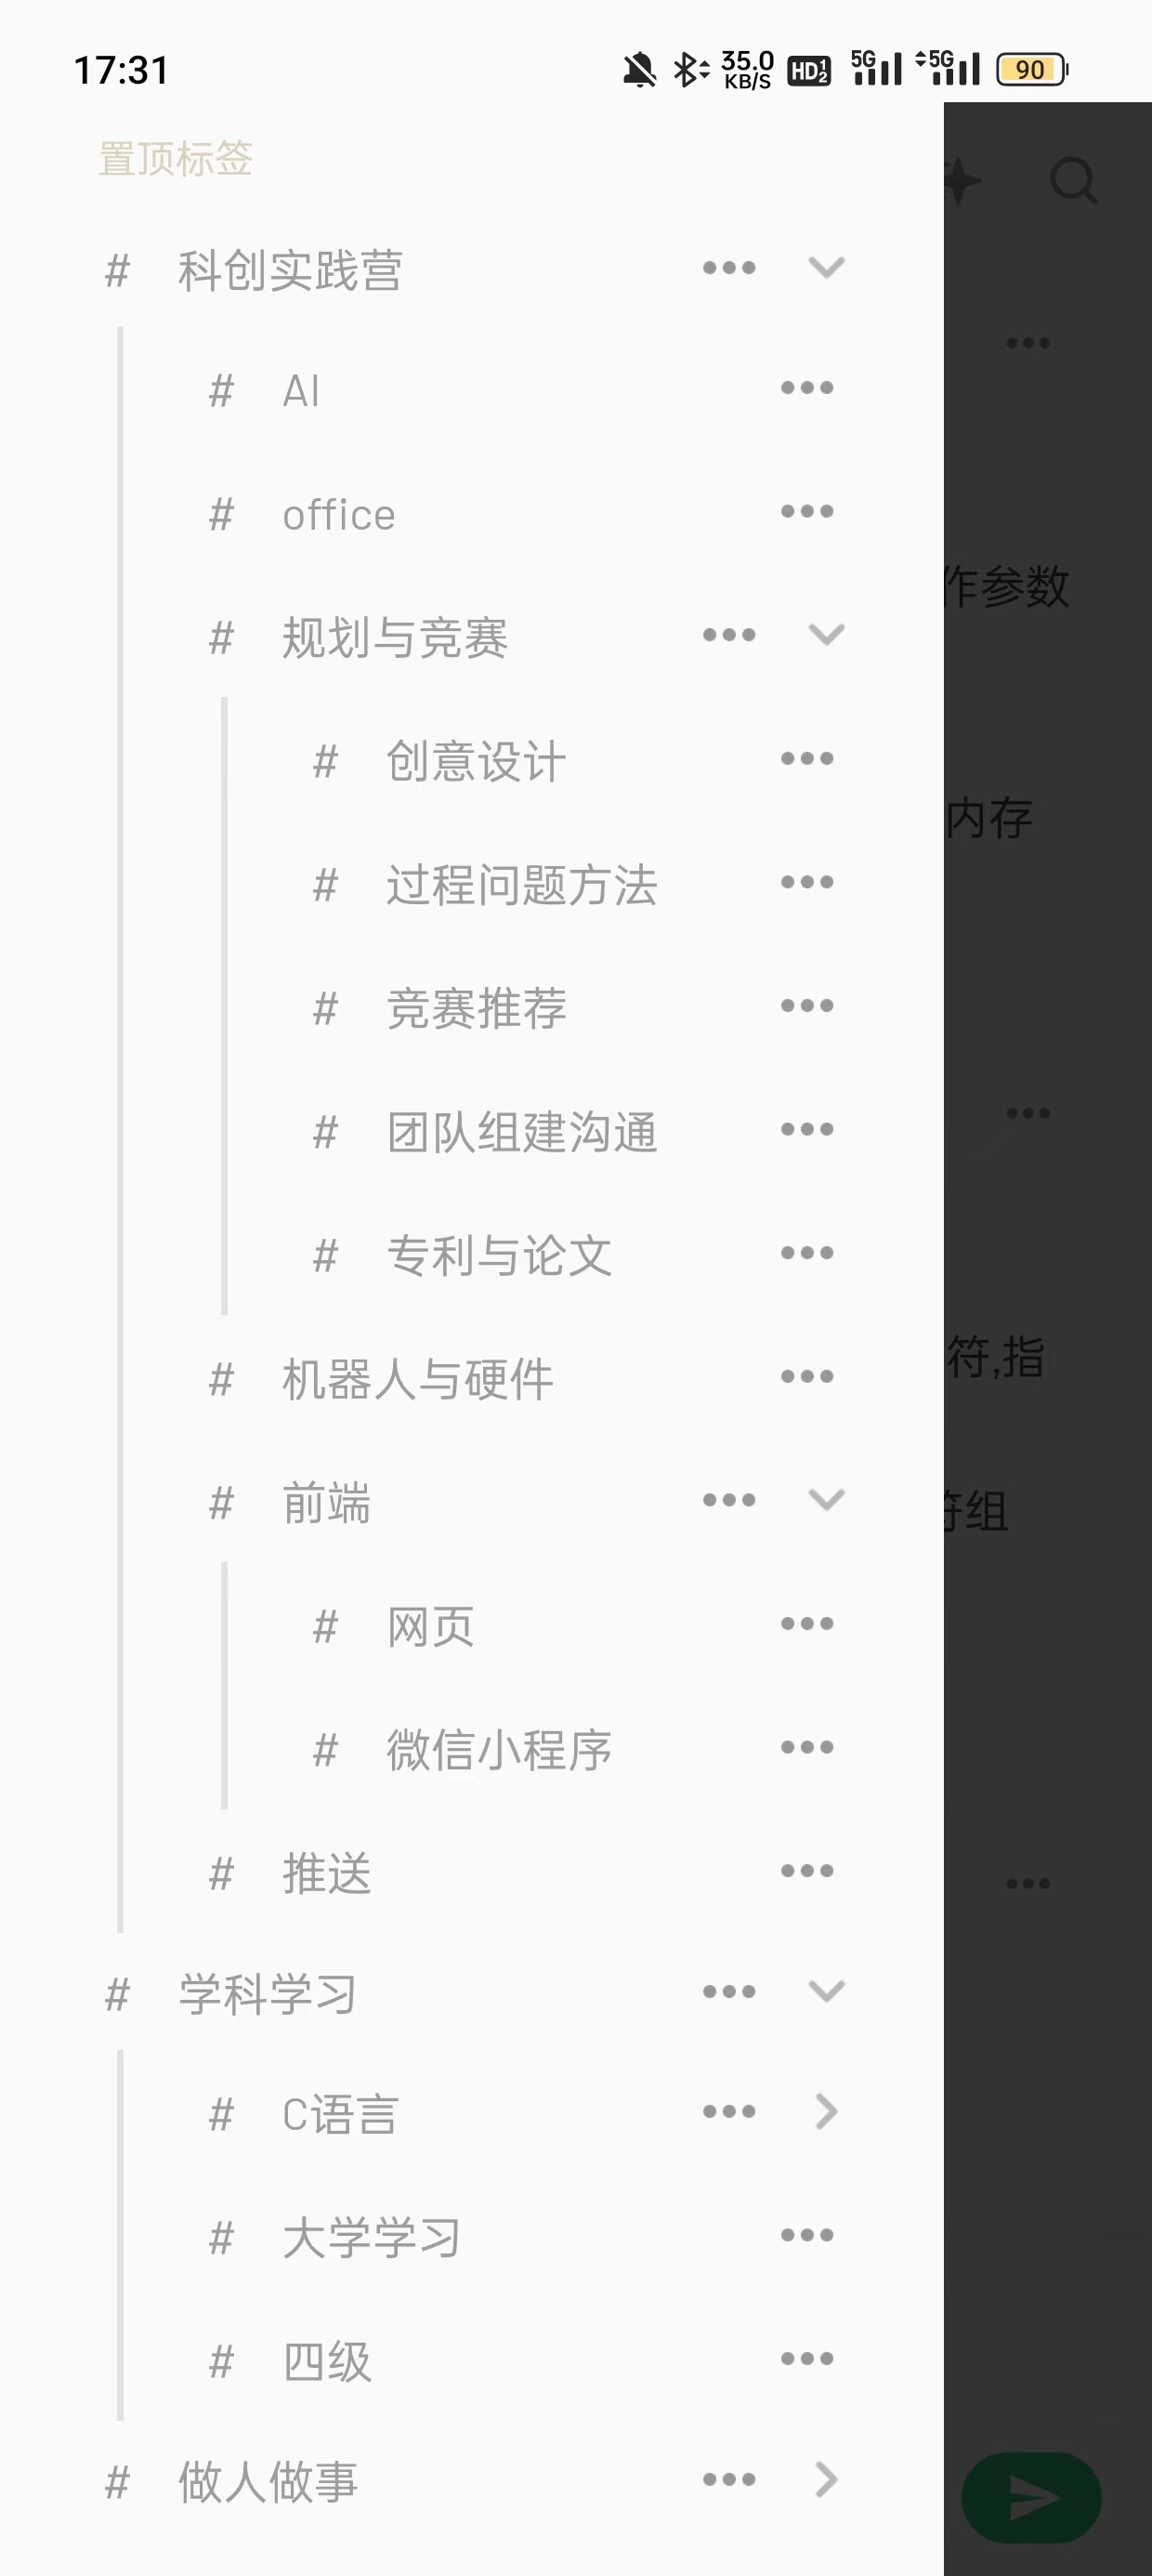 17:31
35.0
KB/S
HD 1
2
5G
5G
90
置顶标签
# 科创实践营
# AI
# office
作参数
# 规划与竞赛
# 创意设计
内存
# 过程问题方法
# 竞赛推荐
# 团队组建沟通
# 专利与论文
符,指
# 机器人与硬件
# 前端
符组
# 网页
# 微信小程序
# 推送
# 学科学习
# C语言
# 大学学习
# 四级
# 做人做事